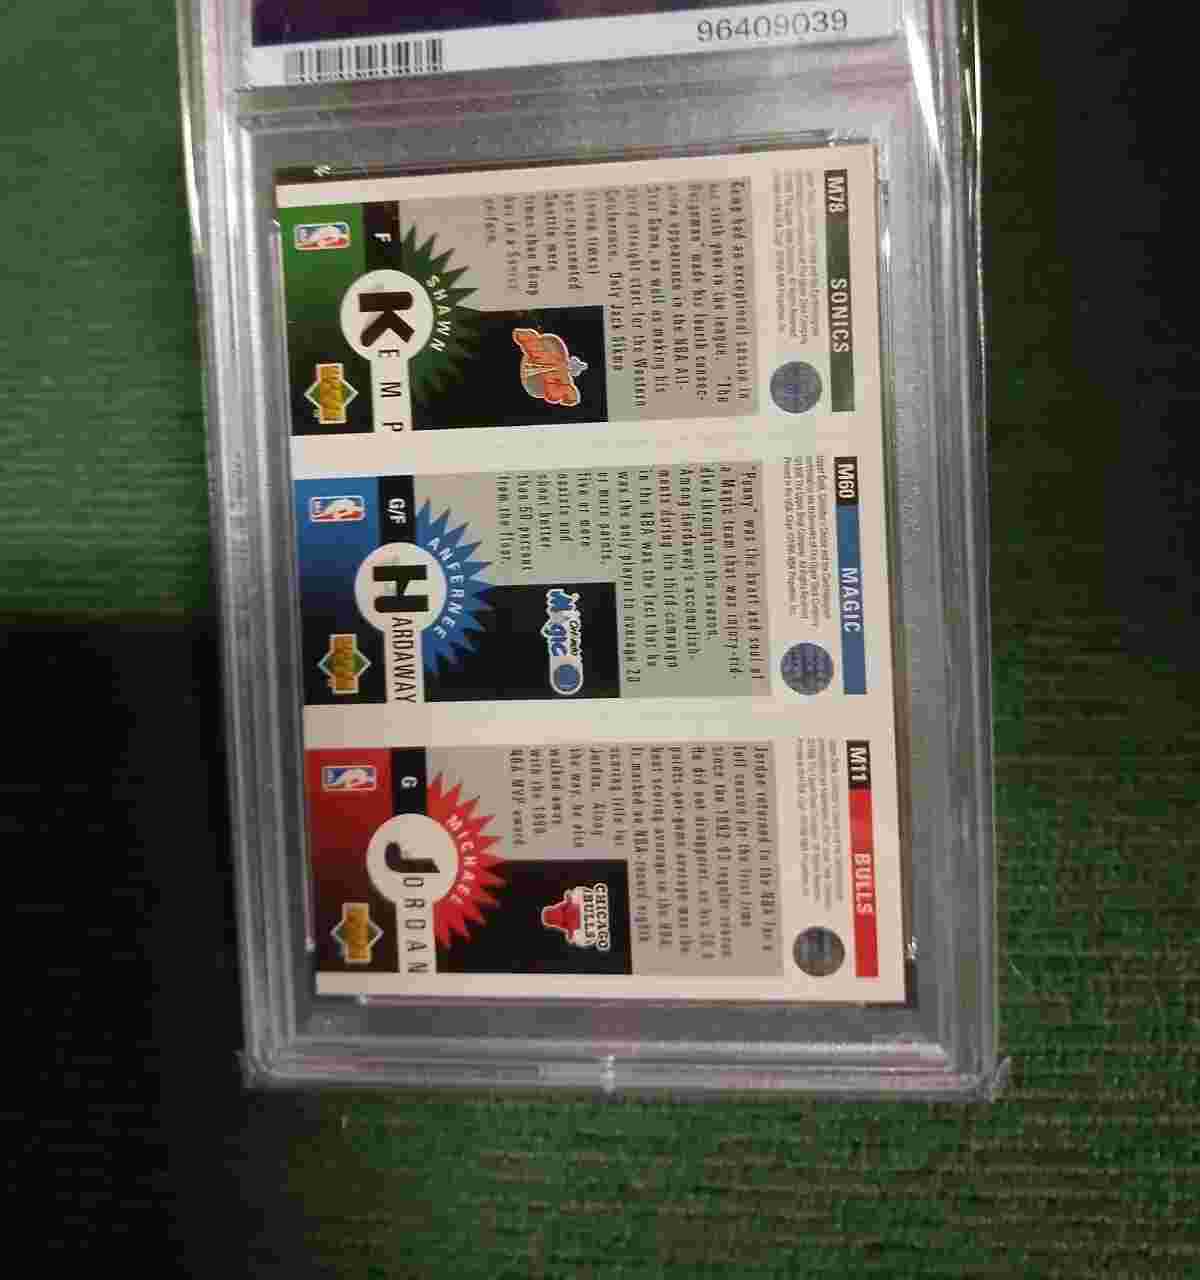 96409039
M78 SONICS
Kemp had an exceptional season in
his sixth year in the league. "The
Reignman" made his fourth consec-
utive appearance in the NBA All-
Star Game, as well as making his
third straight start for the Western
Conference. Only Jack Sikma
(seven times)
has represented
Seattle more
times than Kemp
has in a Sonics
uniform.
SHAWN
KEMP
F
M60 MAGIC
"Penny" was the heart and soul of
a Magic team that was injury-rid-
dled throughout the season.
Among Hardaway's accomplish-
ments during his third-campaign
in the NBA was the fact that he
was the only player to average 20
or more points,
five or more
assists and
shoot better
than 50 percent
from the floor.
ANFERNEE
HARDAWAY
G/F
M11 BULLS
Jordan returned to the NBA for a
full season for the first time
since the 1992-93 regular season.
He did not disappoint, as his 30.4
points-per-game average was the
best scoring average in the NBA.
It marked an NBA-record eighth
scoring title for
Jordan. Along
the way, he also
walked away
with the 1996
NBA MVP award
CHICAGO
BULLS
MICHAEL
JORDAN
G